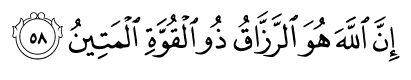 إِنَّ ٱللَّهَ هُوَ ٱلرَّزَّاقُ ذُو ٱلۡقُوَّةِ ٱلۡمَتِينُ ٥٨